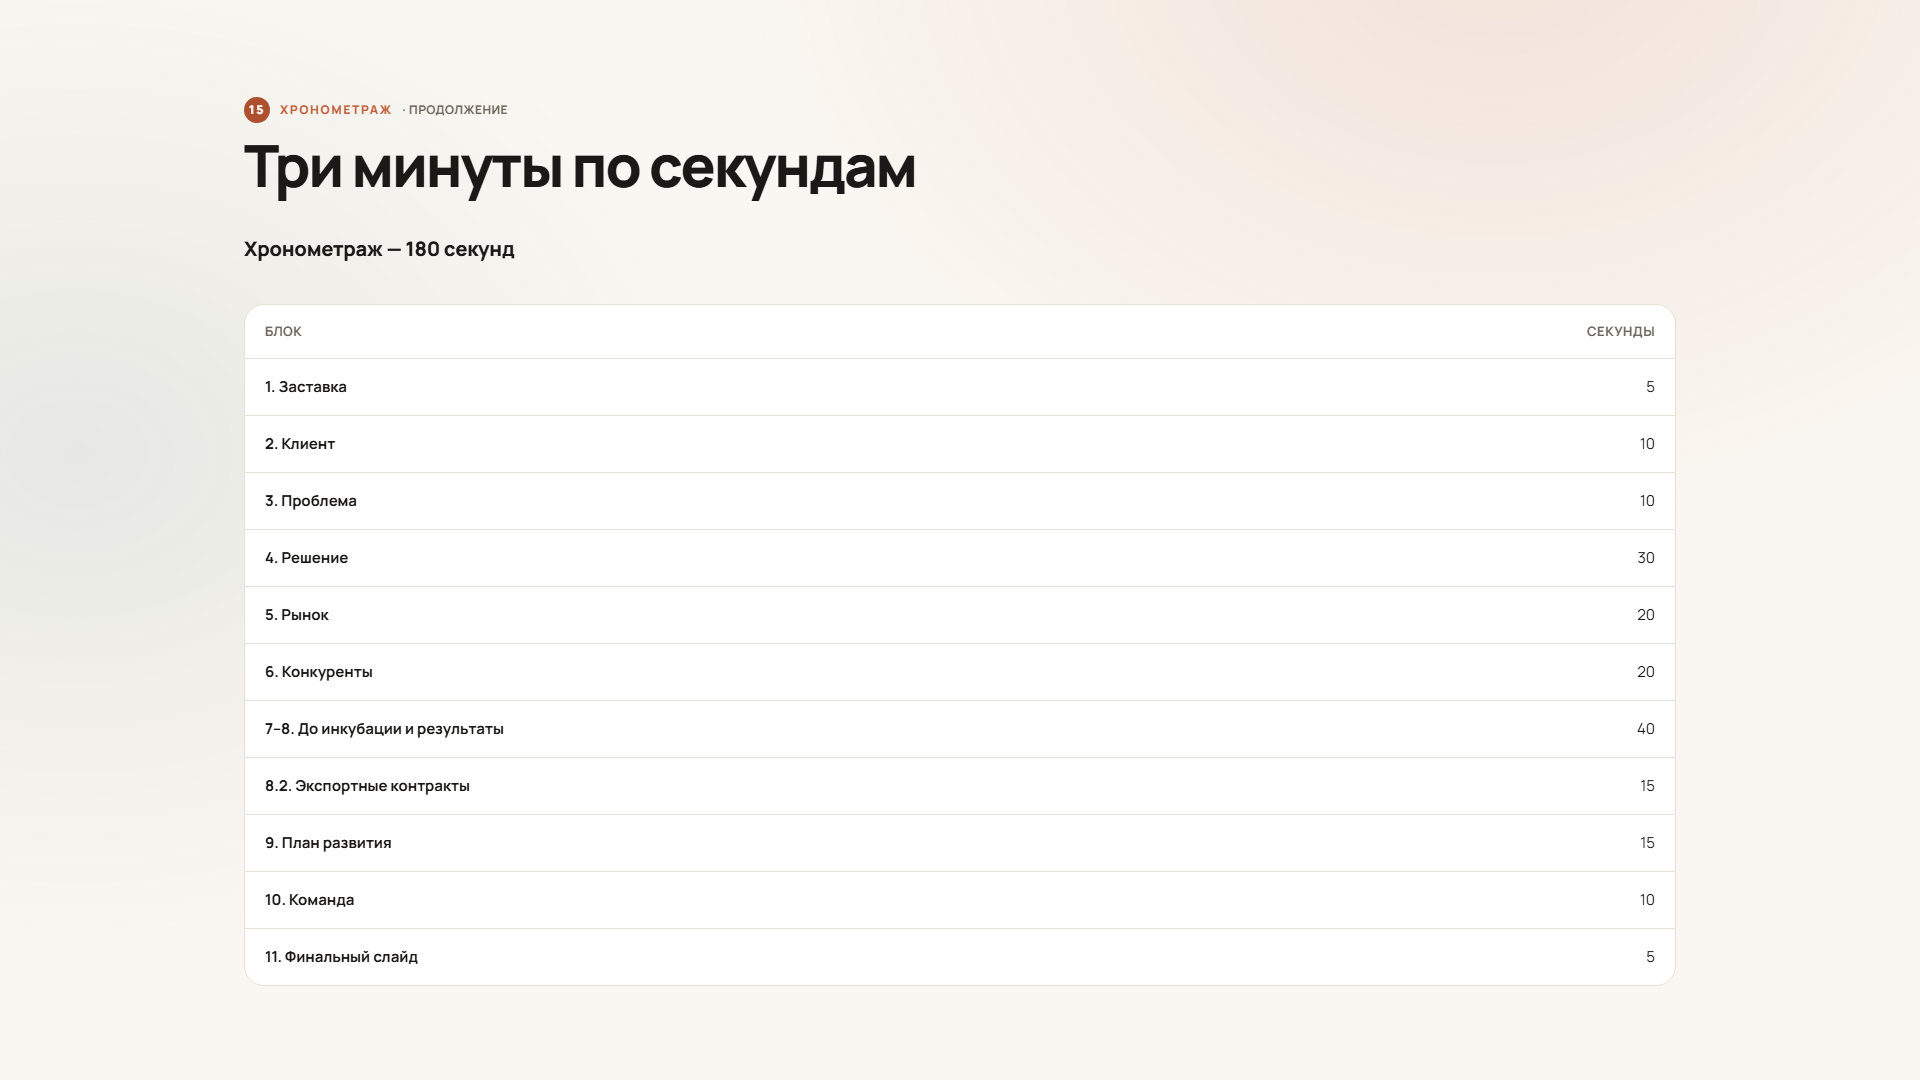 15 ХРОНОМЕТРАЖ · ПРОДОЛЖЕНИЕ
Три минуты по секундам
Хронометраж — 180 секунд
БЛОК СЕКУНДЫ
1. Заставка 5
2. Клиент 10
3. Проблема 10
4. Решение 30
5. Рынок 20
6. Конкуренты 20
7–8. До инкубации и результаты 40
8.2. Экспортные контракты 15
9. План развития 15
10. Команда 10
11. Финальный слайд 5